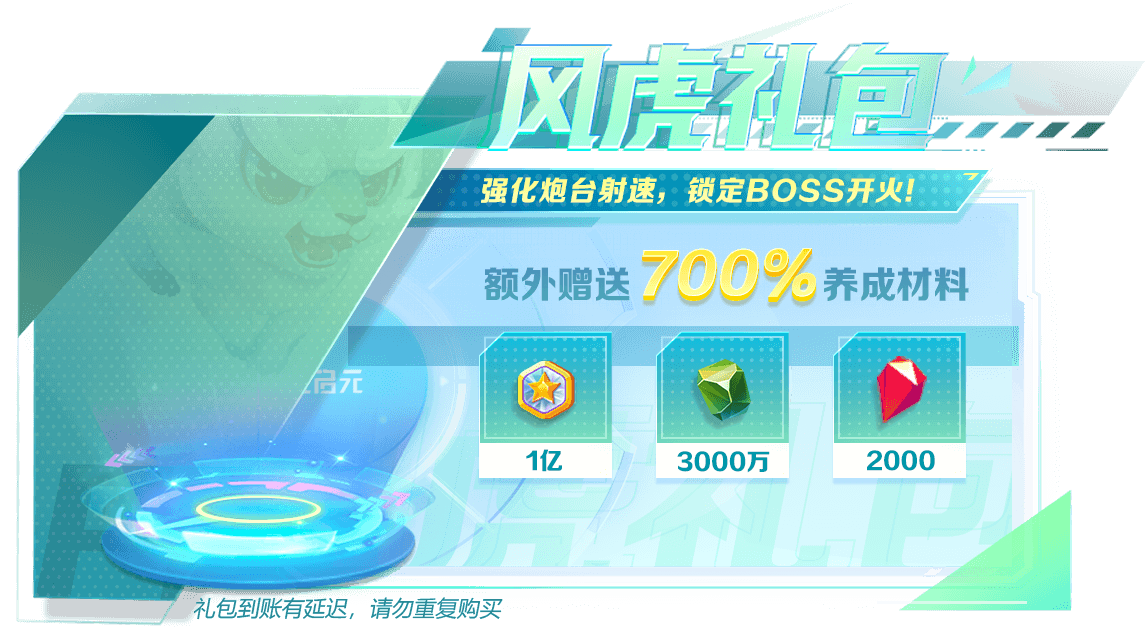 风虎礼包
强化炮台射速，锁定BOSS开火!
额外赠送700%养成材料
启元
1亿
3000万
2000
礼包到账有延迟，请勿重复购买